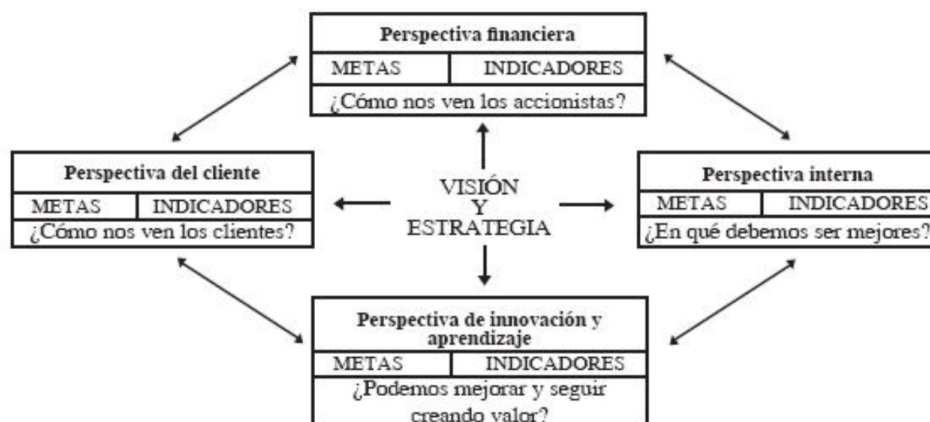 Perspectiva financiera
METAS INDICADORES
¿Cómo nos ven los accionistas?
Perspectiva del cliente
METAS INDICADORES
¿Cómo nos ven los clientes?
VISIÓN
Y
ESTRATEGIA
Perspectiva interna
METAS INDICADORES
¿En qué debemos ser mejores?
Perspectiva de innovación y
aprendizaje
METAS INDICADORES
¿Podemos mejorar y seguir
creando valor?